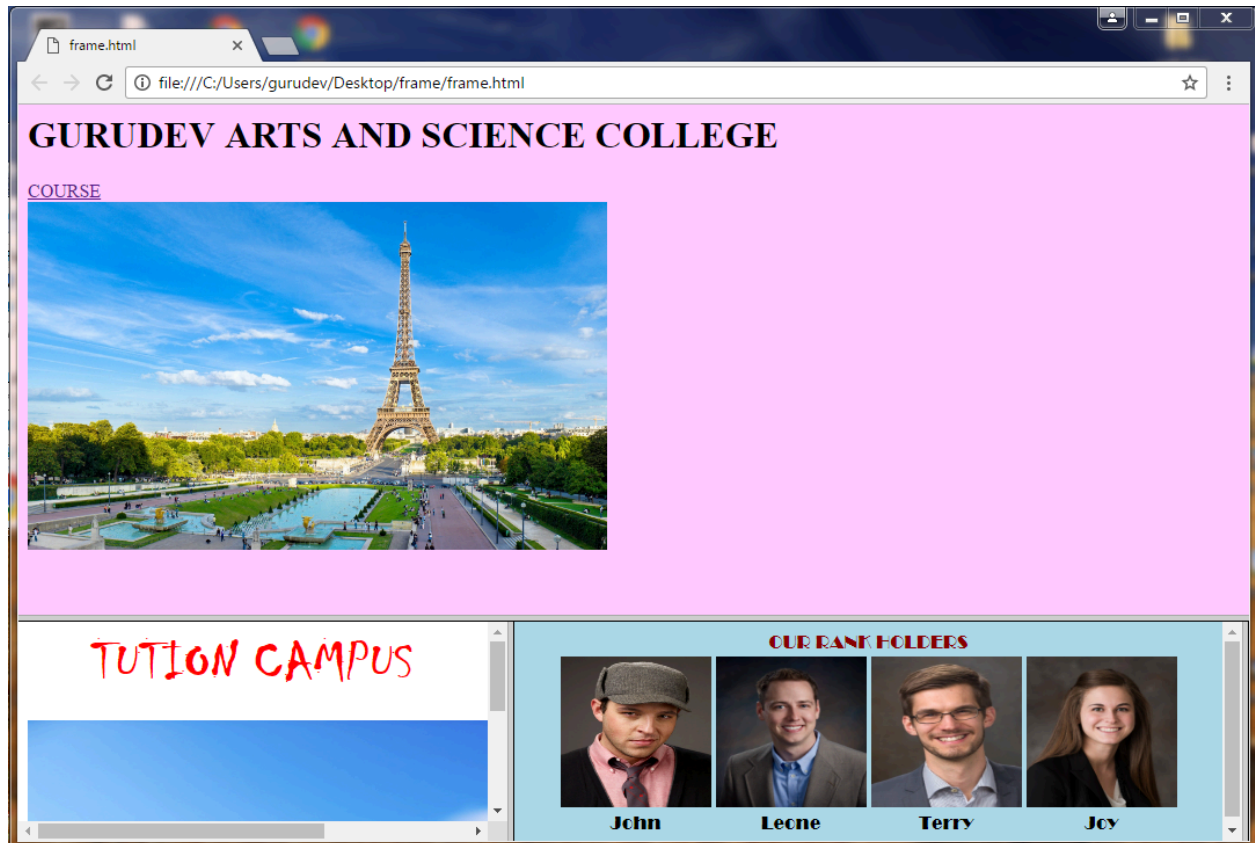 frame.html
file:///C:/Users/gurudev/Desktop/frame/frame.html
GURUDEV ARTS AND SCIENCE COLLEGE
COURSE
TUTION CAMPUS
OUR RANK HOLDERS
John Leone Terry Joy